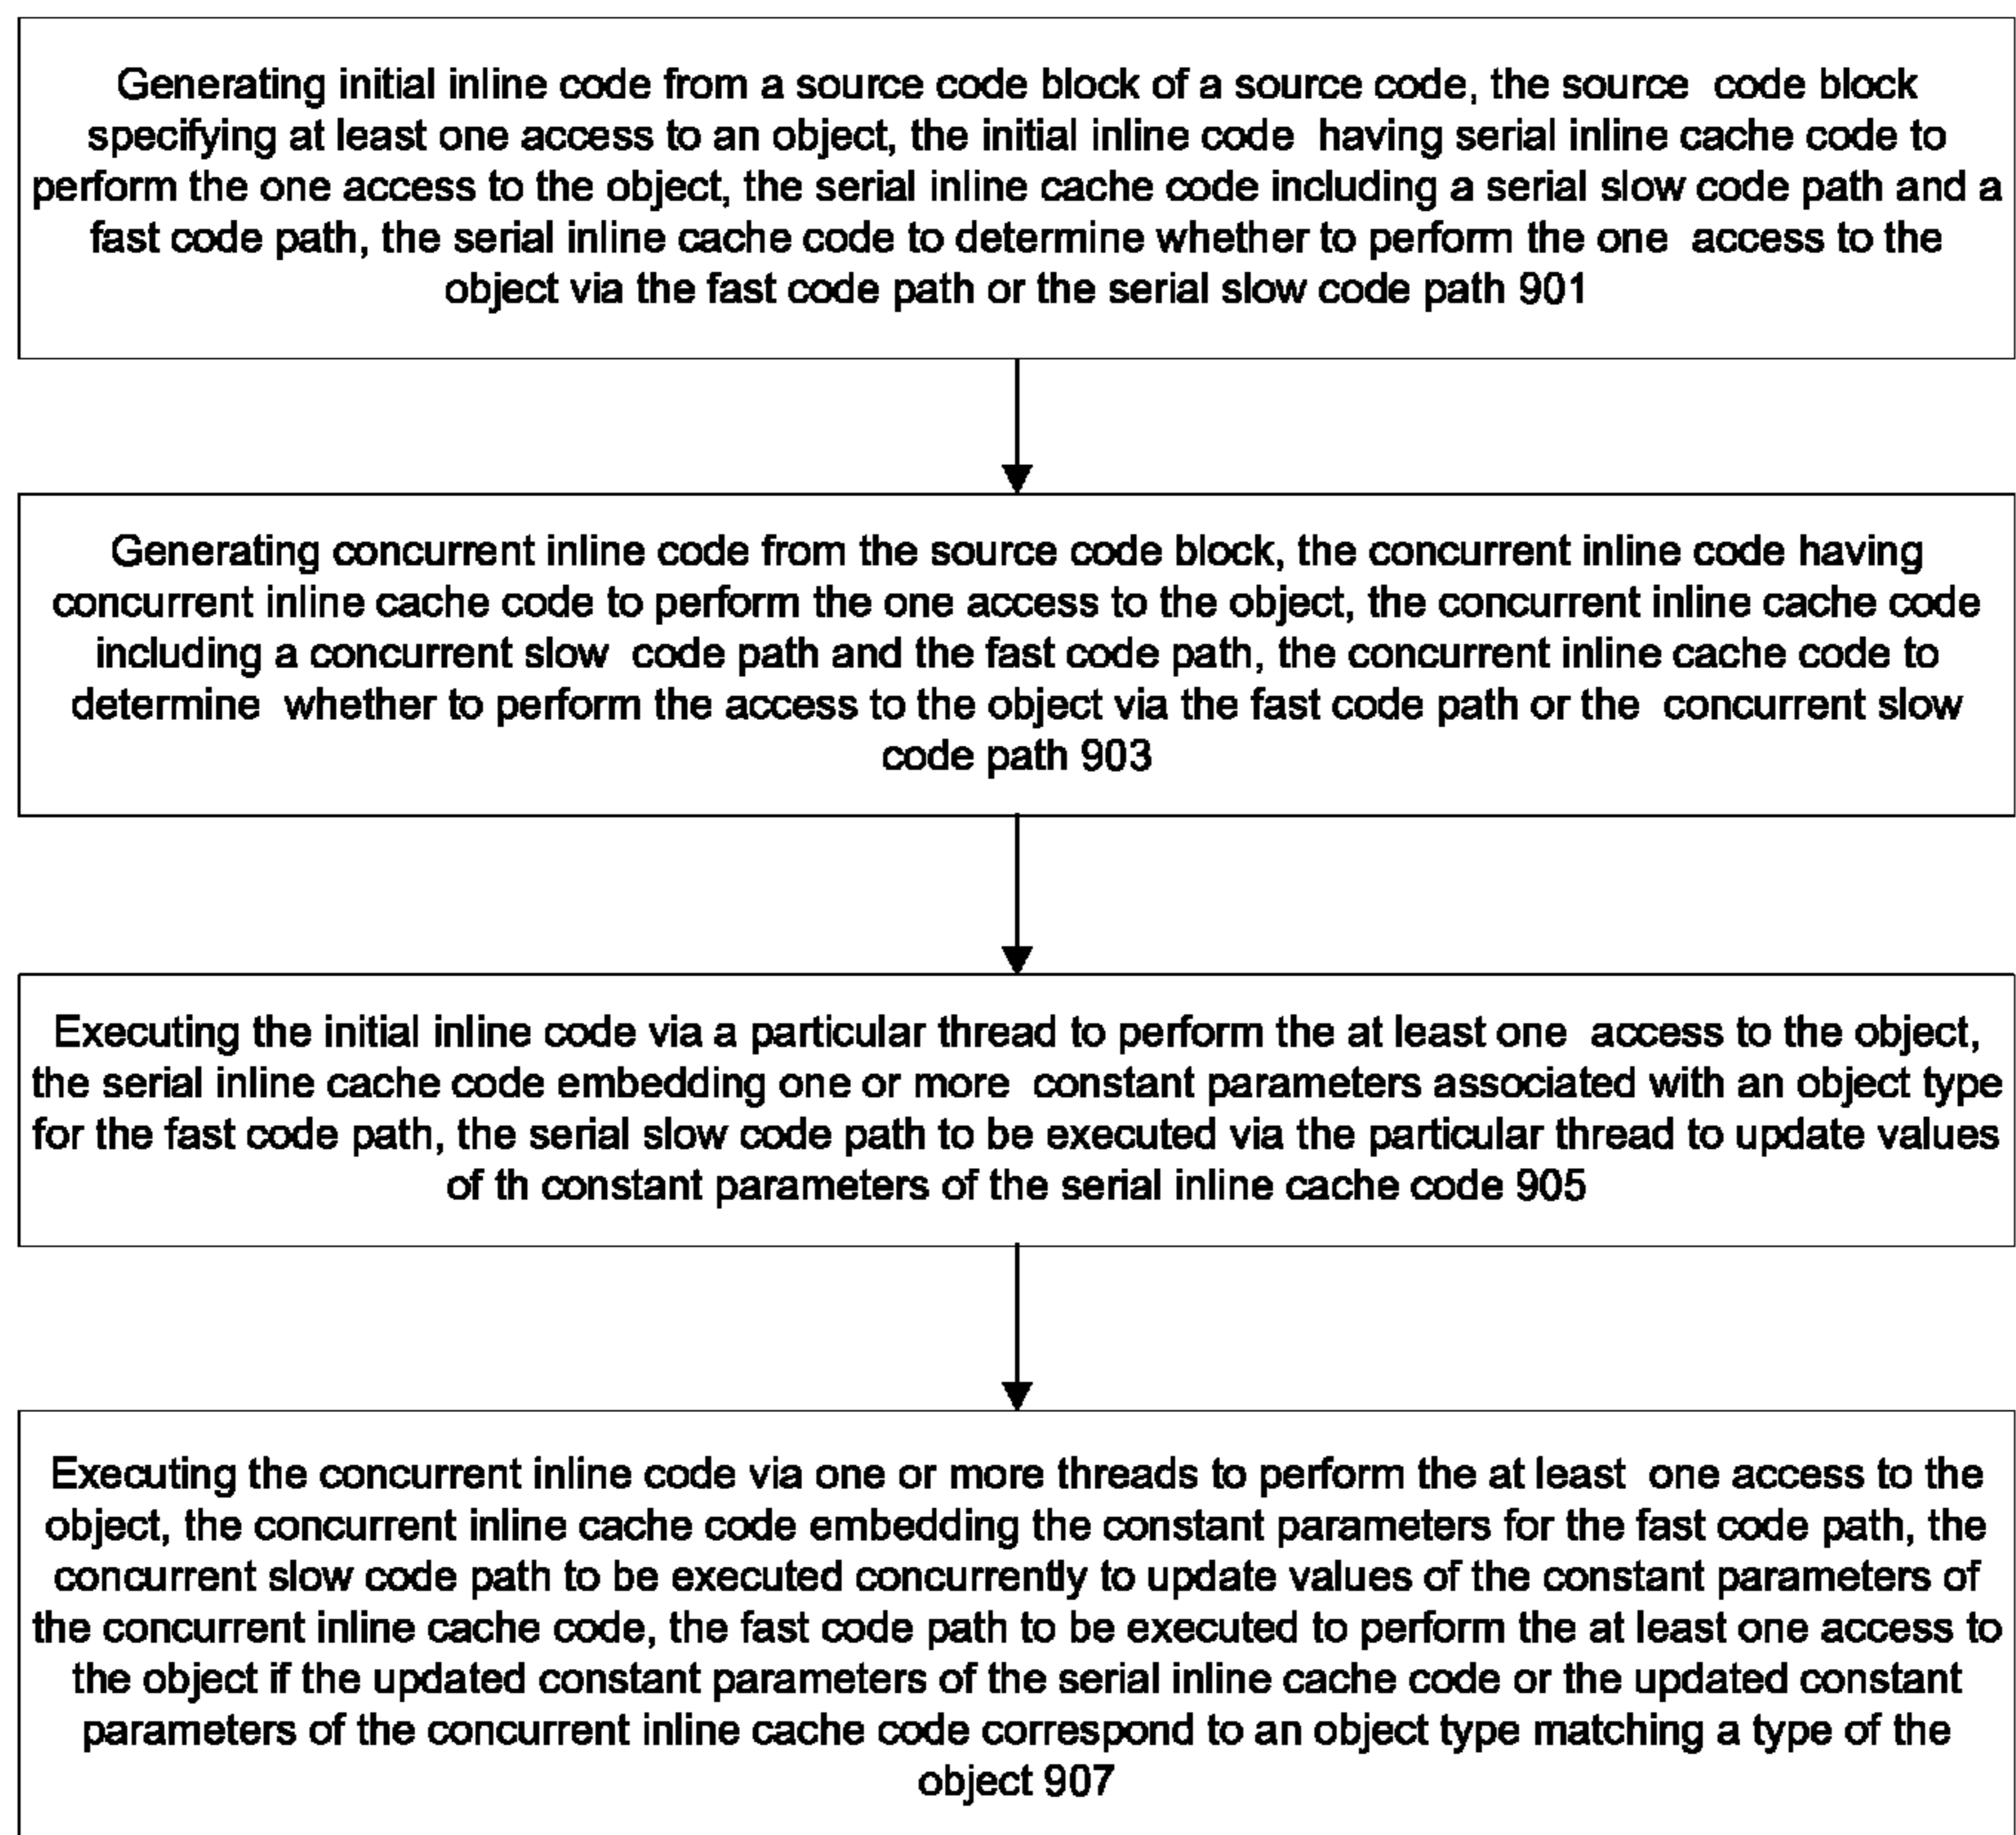 Generating initial inline code from a source code block of a source code, the source code block
specifying at least one access to an object, the initial inline code having serial inline cache code to
perform the one access to the object, the serial inline cache code including a serial slow code path and a
fast code path, the serial inline cache code to determine whether to perform the one access to the
object via the fast code path or the serial slow code path 901
Generating concurrent inline code from the source code block, the concurrent inline code having
concurrent inline cache code to perform the one access to the object, the concurrent inline cache code
including a concurrent slow code path and the fast code path, the concurrent inline cache code to
determine whether to perform the access to the object via the fast code path or the concurrent slow
code path 903
Executing the initial inline code via a particular thread to perform the at least one access to the object,
the serial inline cache code embedding one or more constant parameters associated with an object type
for the fast code path, the serial slow code path to be executed via the particular thread to update values
of th constant parameters of the serial inline cache code 905
Executing the concurrent inline code via one or more threads to perform the at least one access to the
object, the concurrent inline cache code embedding the constant parameters for the fast code path, the
concurrent slow code path to be executed concurrently to update values of the constant parameters of
the concurrent inline cache code, the fast code path to be executed to perform the at least one access to
the object if the updated constant parameters of the serial inline cache code or the updated constant
parameters of the concurrent inline cache code correspond to an object type matching a type of the
object 907